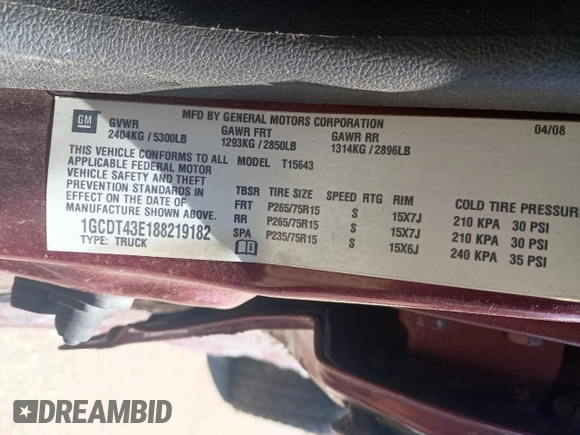 MFD BY GENERAL MOTORS CORPORATION 04/08
GM GVWR GAWR FRT GAWR RR
2404KG / 5300LB 1293KG / 2850LB 1314KG / 2896LB
THIS VEHICLE CONFORMS TO ALL MODEL T15643
APPLICABLE FEDERAL MOTOR
VEHICLE SAFETY AND THEFT
PREVENTION STANDARDS IN
EFFECT ON THE DATE OF
MANUFACTURE SHOWN ABOVE.
1GCDT43E188219182
TYPE: TRUCK
TBSR TIRE SIZE SPEED RTG RIM COLD TIRE PRESSURE
FRT P265/75R15 S 15X7J 210 KPA 30 PSI
RR P265/75R15 S 15X7J 210 KPA 30 PSI
SPA P235/75R15 S 15X6J 240 KPA 35 PSI
DREAMBID